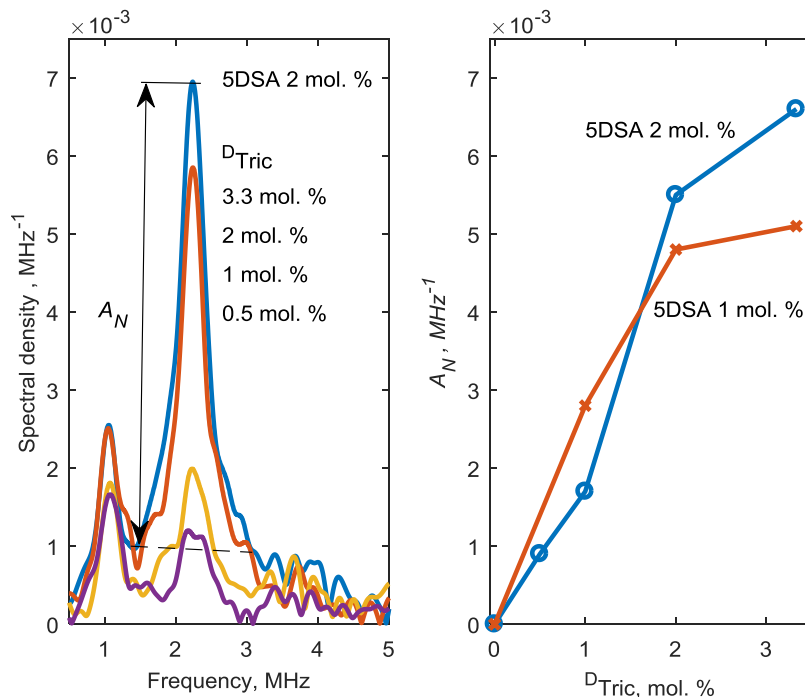 ×10⁻³
7
6
5
4
3
2
1
0
1
2
3
4
5
Spectral density , MHz⁻¹
Frequency, MHz
5DSA 2 mol. %
ᴰTric
3.3 mol. %
2 mol. %
1 mol. %
0.5 mol. %
A_N
×10⁻³
7
6
5
4
3
2
1
0
0
1
2
3
A_N , MHz⁻¹
ᴰTric, mol. %
5DSA 2 mol. %
5DSA 1 mol. %